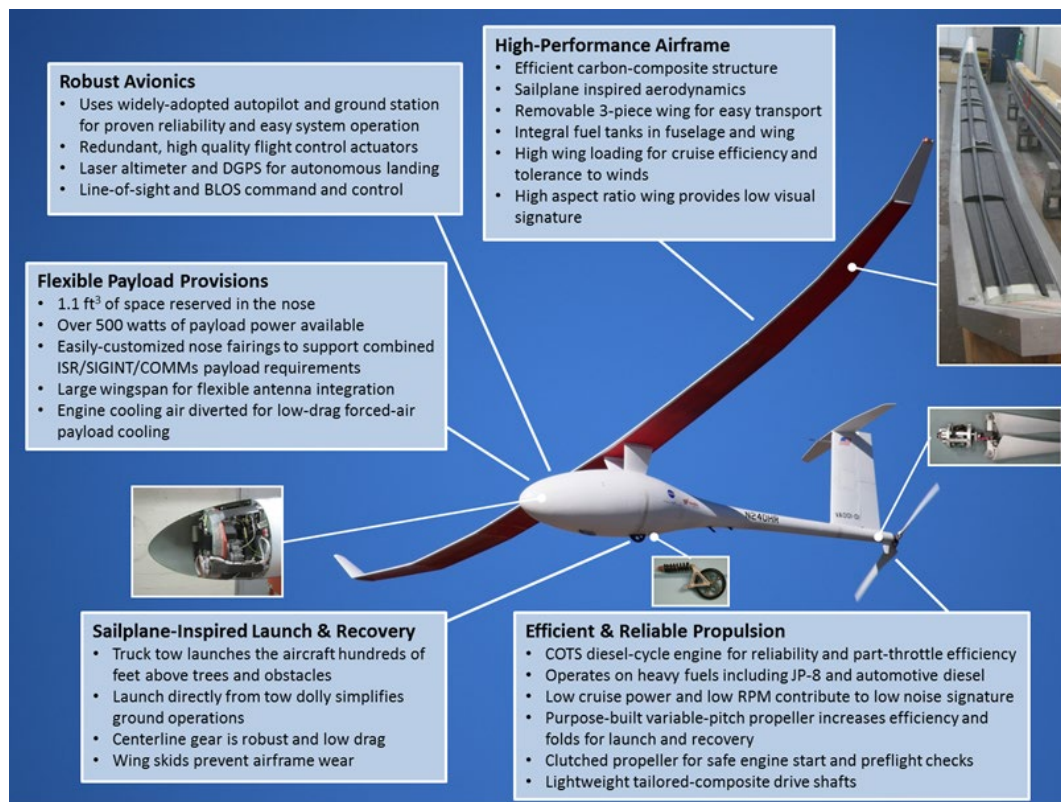 Robust Avionics
• Uses widely-adopted autopilot and ground station
for proven reliability and easy system operation
• Redundant, high quality flight control actuators
• Laser altimeter and DGPS for autonomous landing
• Line-of-sight and BLOS command and control
High-Performance Airframe
• Efficient carbon-composite structure
• Sailplane inspired aerodynamics
• Removable 3-piece wing for easy transport
• Integral fuel tanks in fuselage and wing
• High wing loading for cruise efficiency and
tolerance to winds
• High aspect ratio wing provides low visual
signature
Flexible Payload Provisions
• 1.1 ft³ of space reserved in the nose
• Over 500 watts of payload power available
• Easily-customized nose fairings to support combined
ISR/SIGINT/COMMs payload requirements
• Large wingspan for flexible antenna integration
• Engine cooling air diverted for low-drag forced-air
payload cooling
N240HR
VA001-01
Sailplane-Inspired Launch & Recovery
• Truck tow launches the aircraft hundreds of
feet above trees and obstacles
• Launch directly from tow dolly simplifies
ground operations
• Centerline gear is robust and low drag
• Wing skids prevent airframe wear
Efficient & Reliable Propulsion
• COTS diesel-cycle engine for reliability and part-throttle efficiency
• Operates on heavy fuels including JP-8 and automotive diesel
• Low cruise power and low RPM contribute to low noise signature
• Purpose-built variable-pitch propeller increases efficiency and
folds for launch and recovery
• Clutched propeller for safe engine start and preflight checks
• Lightweight tailored-composite drive shafts